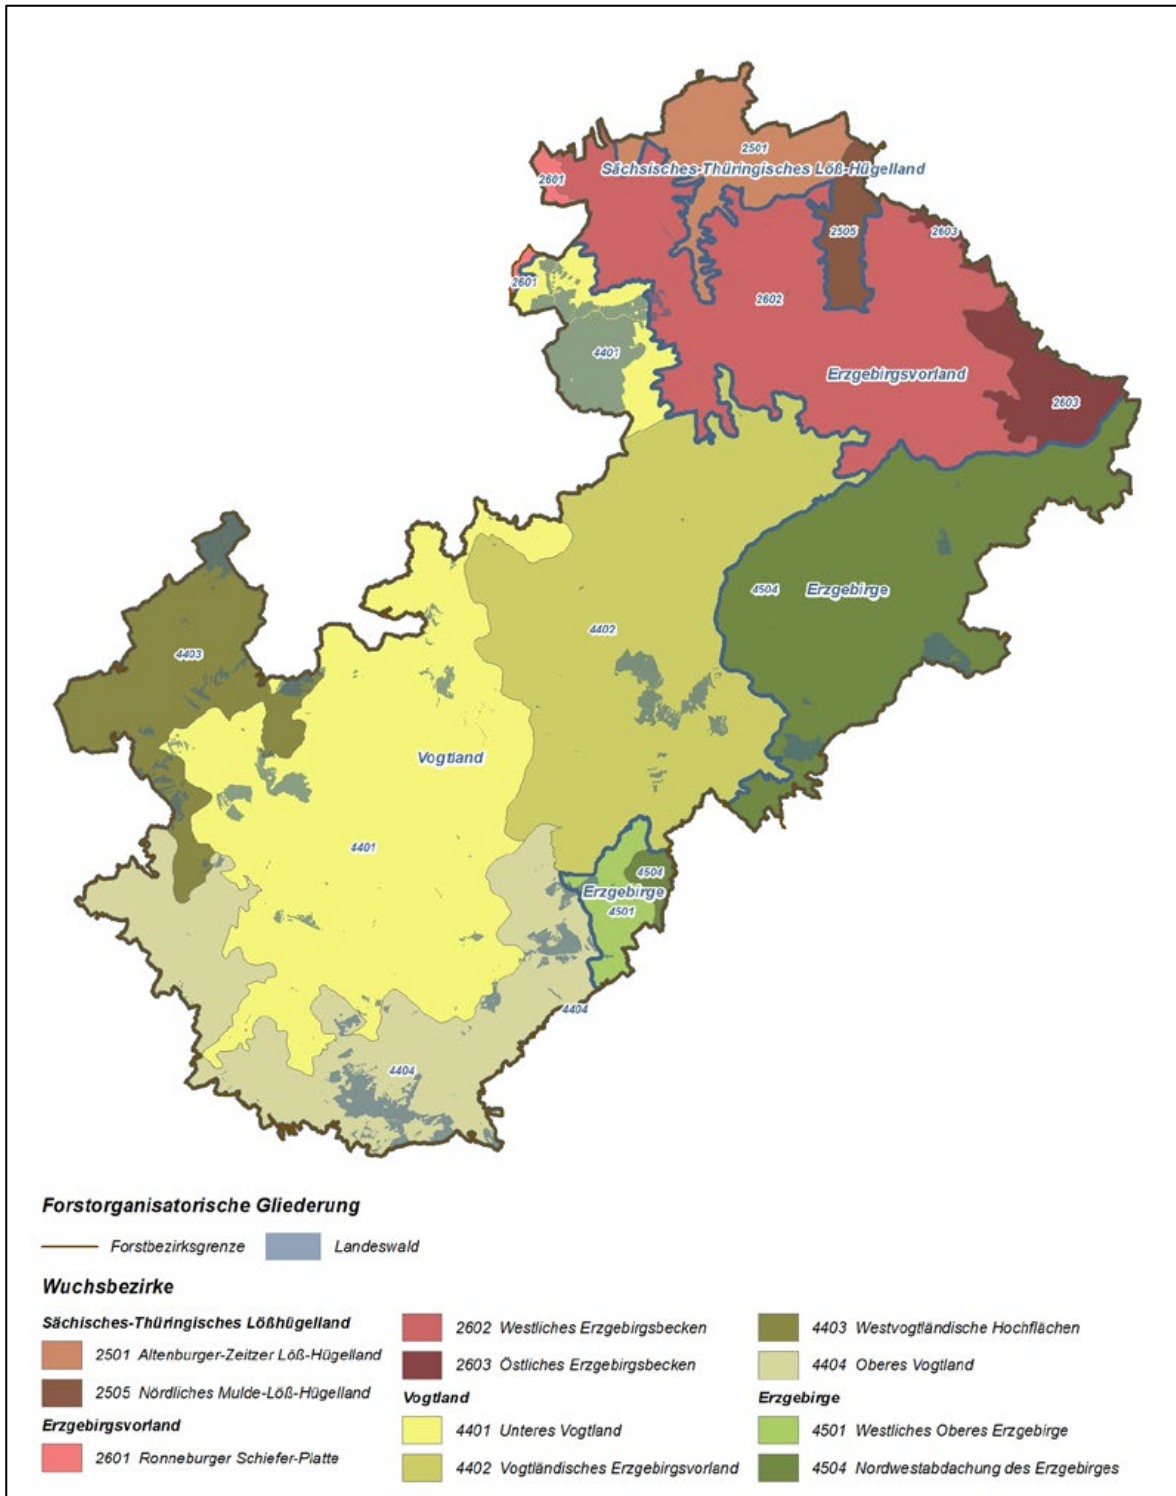 2501
Sächsisches-Thüringisches Löß-Hügelland
2601
2505
2603
2601
2602
4401
Erzgebirgsvorland
2603
4504
Erzgebirge
4402
4403
Vogtland
4401
4504
Erzgebirge
4501
4404
4404
Forstorganisatorische Gliederung
Forstbezirksgrenze
Landeswald
Wuchsbezirke
Sächisches-Thüringisches Lößhügelland
2501 Altenburger-Zeitzer Löß-Hügelland
2505 Nördliches Mulde-Löß-Hügelland
Erzgebirgsvorland
2601 Ronneburger Schiefer-Platte
2602 Westliches Erzgebirgsbecken
2603 Östliches Erzgebirgsbecken
Vogtland
4401 Unteres Vogtland
4402 Vogtländisches Erzgebirgsvorland
4403 Westvogtländische Hochflächen
4404 Oberes Vogtland
Erzgebirge
4501 Westliches Oberes Erzgebirge
4504 Nordwestabdachung des Erzgebirges